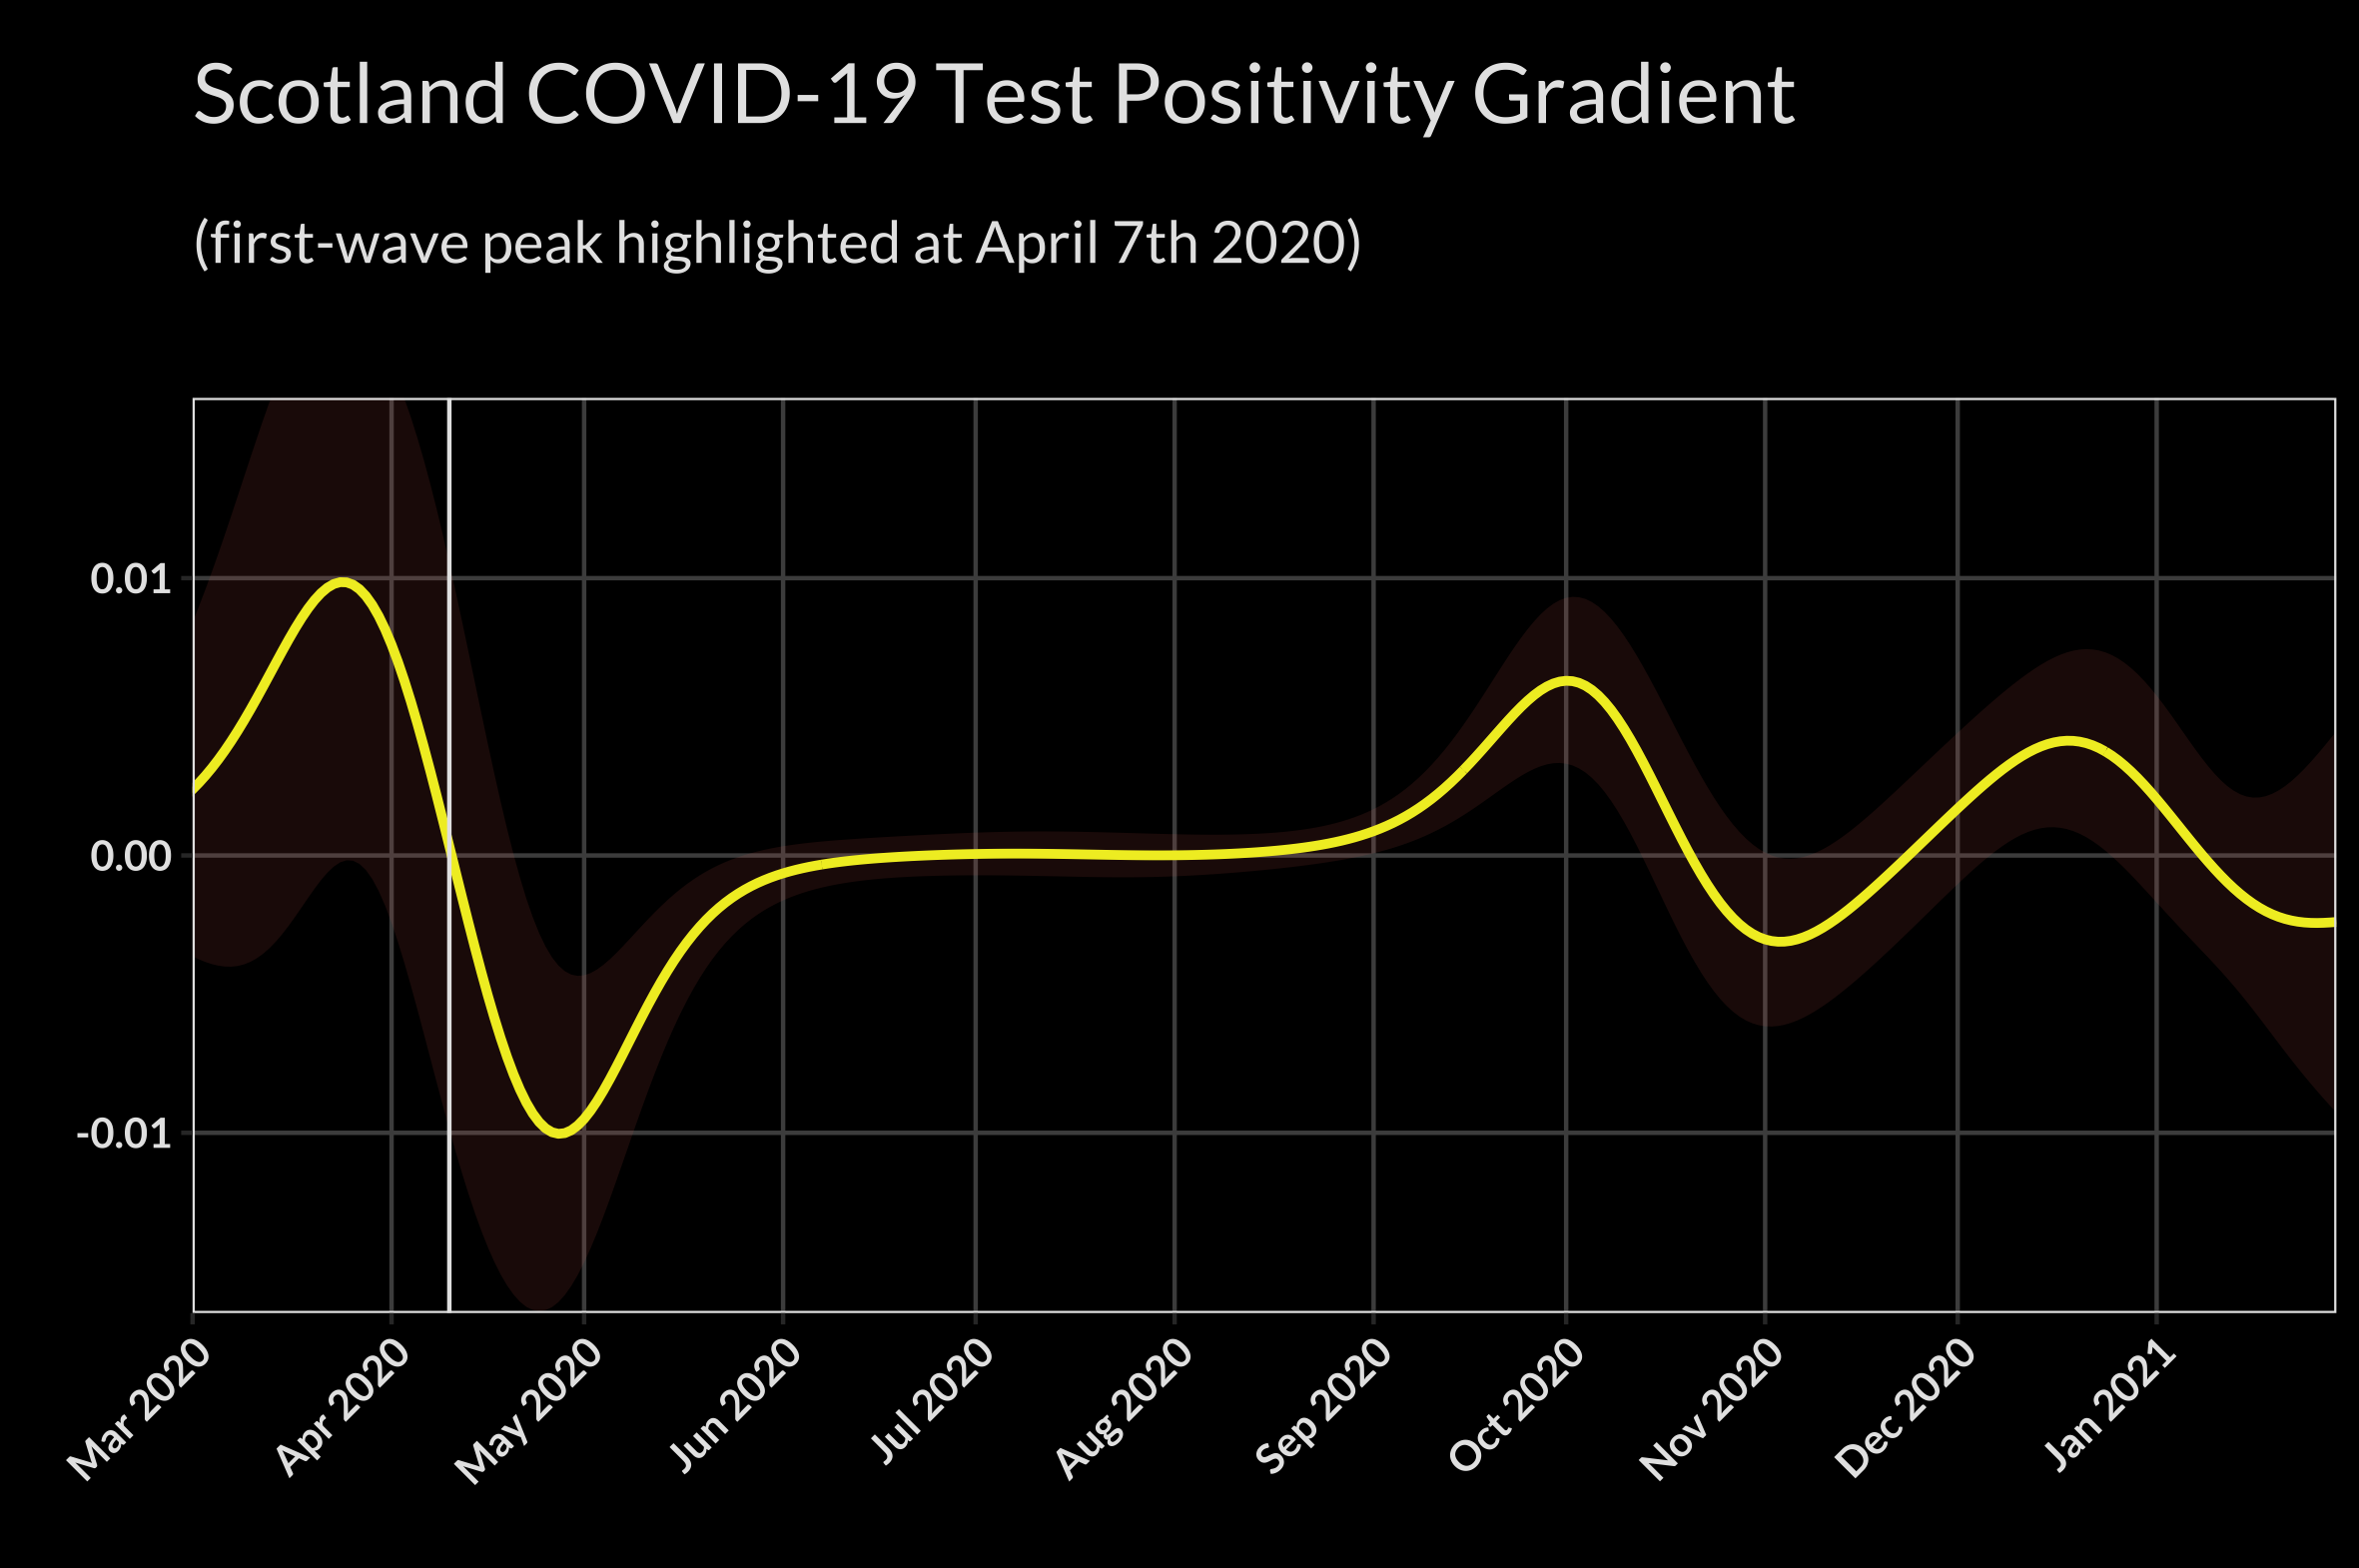 Scotland COVID-19 Test Positivity Gradient
(first-wave peak highlighted at April 7th 2020)
0.01
0.00
-0.01
Mar 2020
Apr 2020
May 2020
Jun 2020
Jul 2020
Aug 2020
Sep 2020
Oct 2020
Nov 2020
Dec 2020
Jan 2021